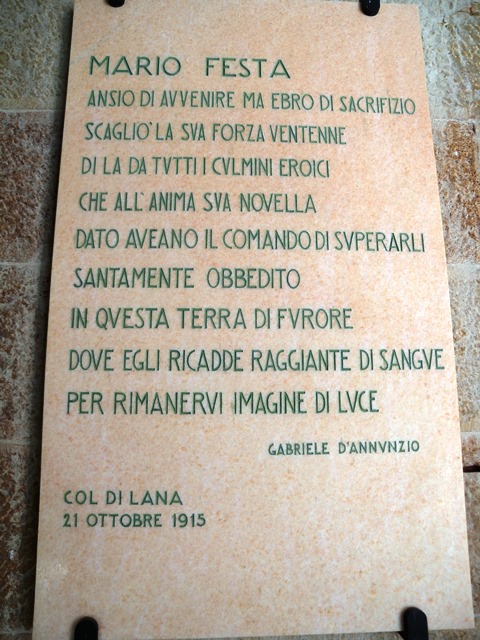 MARIO FESTA
ANSIO DI AVVENIRE MA EBRO DI SACRIFIZIO
SCAGLIO' LA SVA FORZA VENTENNE
DI LA DA TVTTI I CVLMINI EROICI
CHE ALL'ANIMA SVA NOVELLA
DATO AVEANO IL COMANDO DI SVPERARLI
SANTAMENTE OBBEDITO
IN QVESTA TERRA DI FVRORE
DOVE EGLI RICADDE RAGGIANTE DI SANGVE
PER RIMANERVI IMAGINE DI LVCE
GABRIELE D'ANNVNZIO
COL DI LANA
21 OTTOBRE 1915